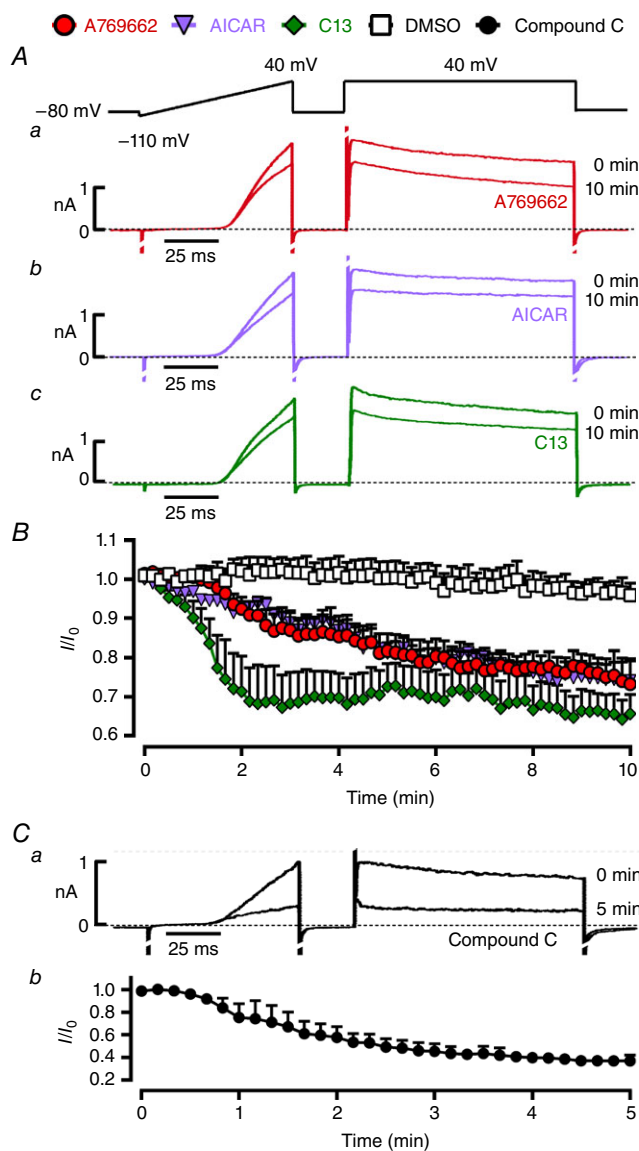 A769662 AICAR C13 DMSO Compound C
A
40 mV 40 mV
−80 mV
−110 mV
a
1
nA
0
0 min
10 min
A769662
25 ms
b
1
nA
0
0 min
10 min
AICAR
25 ms
c
1
nA
0
0 min
10 min
C13
25 ms
B
1.1
1.0
0.9
0.8
0.7
0.6
I/I0
0 2 4 6 8 10
Time (min)
C
a
1
nA
0
0 min
5 min
Compound C
25 ms
b
1.0
0.8
0.6
0.4
0.2
I/I0
0 1 2 3 4 5
Time (min)